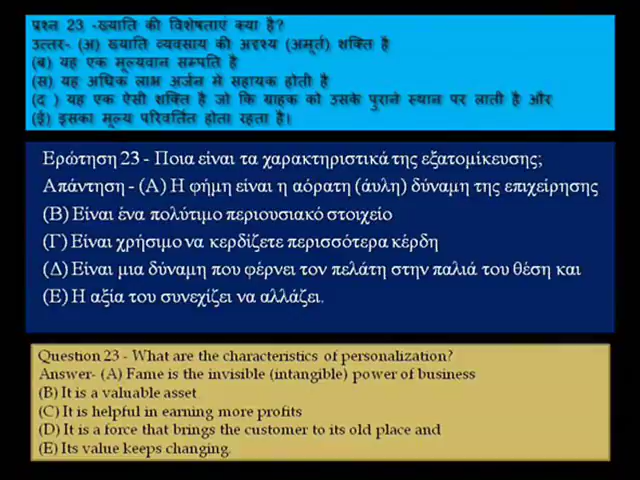 प्रश्न 23 -ख्याति की विशेषताएं क्या है?
उत्तर- (अ) ख्याति व्यवसाय की अदृश्य (अमूर्त) शक्ति है
(ब) यह एक मूल्यवान सम्पति है
(स) यह अधिक लाभ अर्जन में सहायक होती है
(द ) यह एक ऐसी शक्ति है जो कि ग्राहक को उसके पुराने स्थान पर लाती है और
(ई) इसका मूल्य परिवर्तित होता रहता है।
Ερώτηση 23 - Ποια είναι τα χαρακτηριστικά της εξατομίκευσης;
Απάντηση - (Α) Η φήμη είναι η αόρατη (άυλη) δύναμη της επιχείρησης
(Β) Είναι ένα πολύτιμο περιουσιακό στοιχείο
(Γ) Είναι χρήσιμο να κερδίζετε περισσότερα κέρδη
(Δ) Είναι μια δύναμη που φέρνει τον πελάτη στην παλιά του θέση και
(Ε) Η αξία του συνεχίζει να αλλάζει.
Question 23 - What are the characteristics of personalization?
Answer- (A) Fame is the invisible (intangible) power of business
(B) It is a valuable asset
(C) It is helpful in earning more profits
(D) It is a force that brings the customer to its old place and
(E) Its value keeps changing.